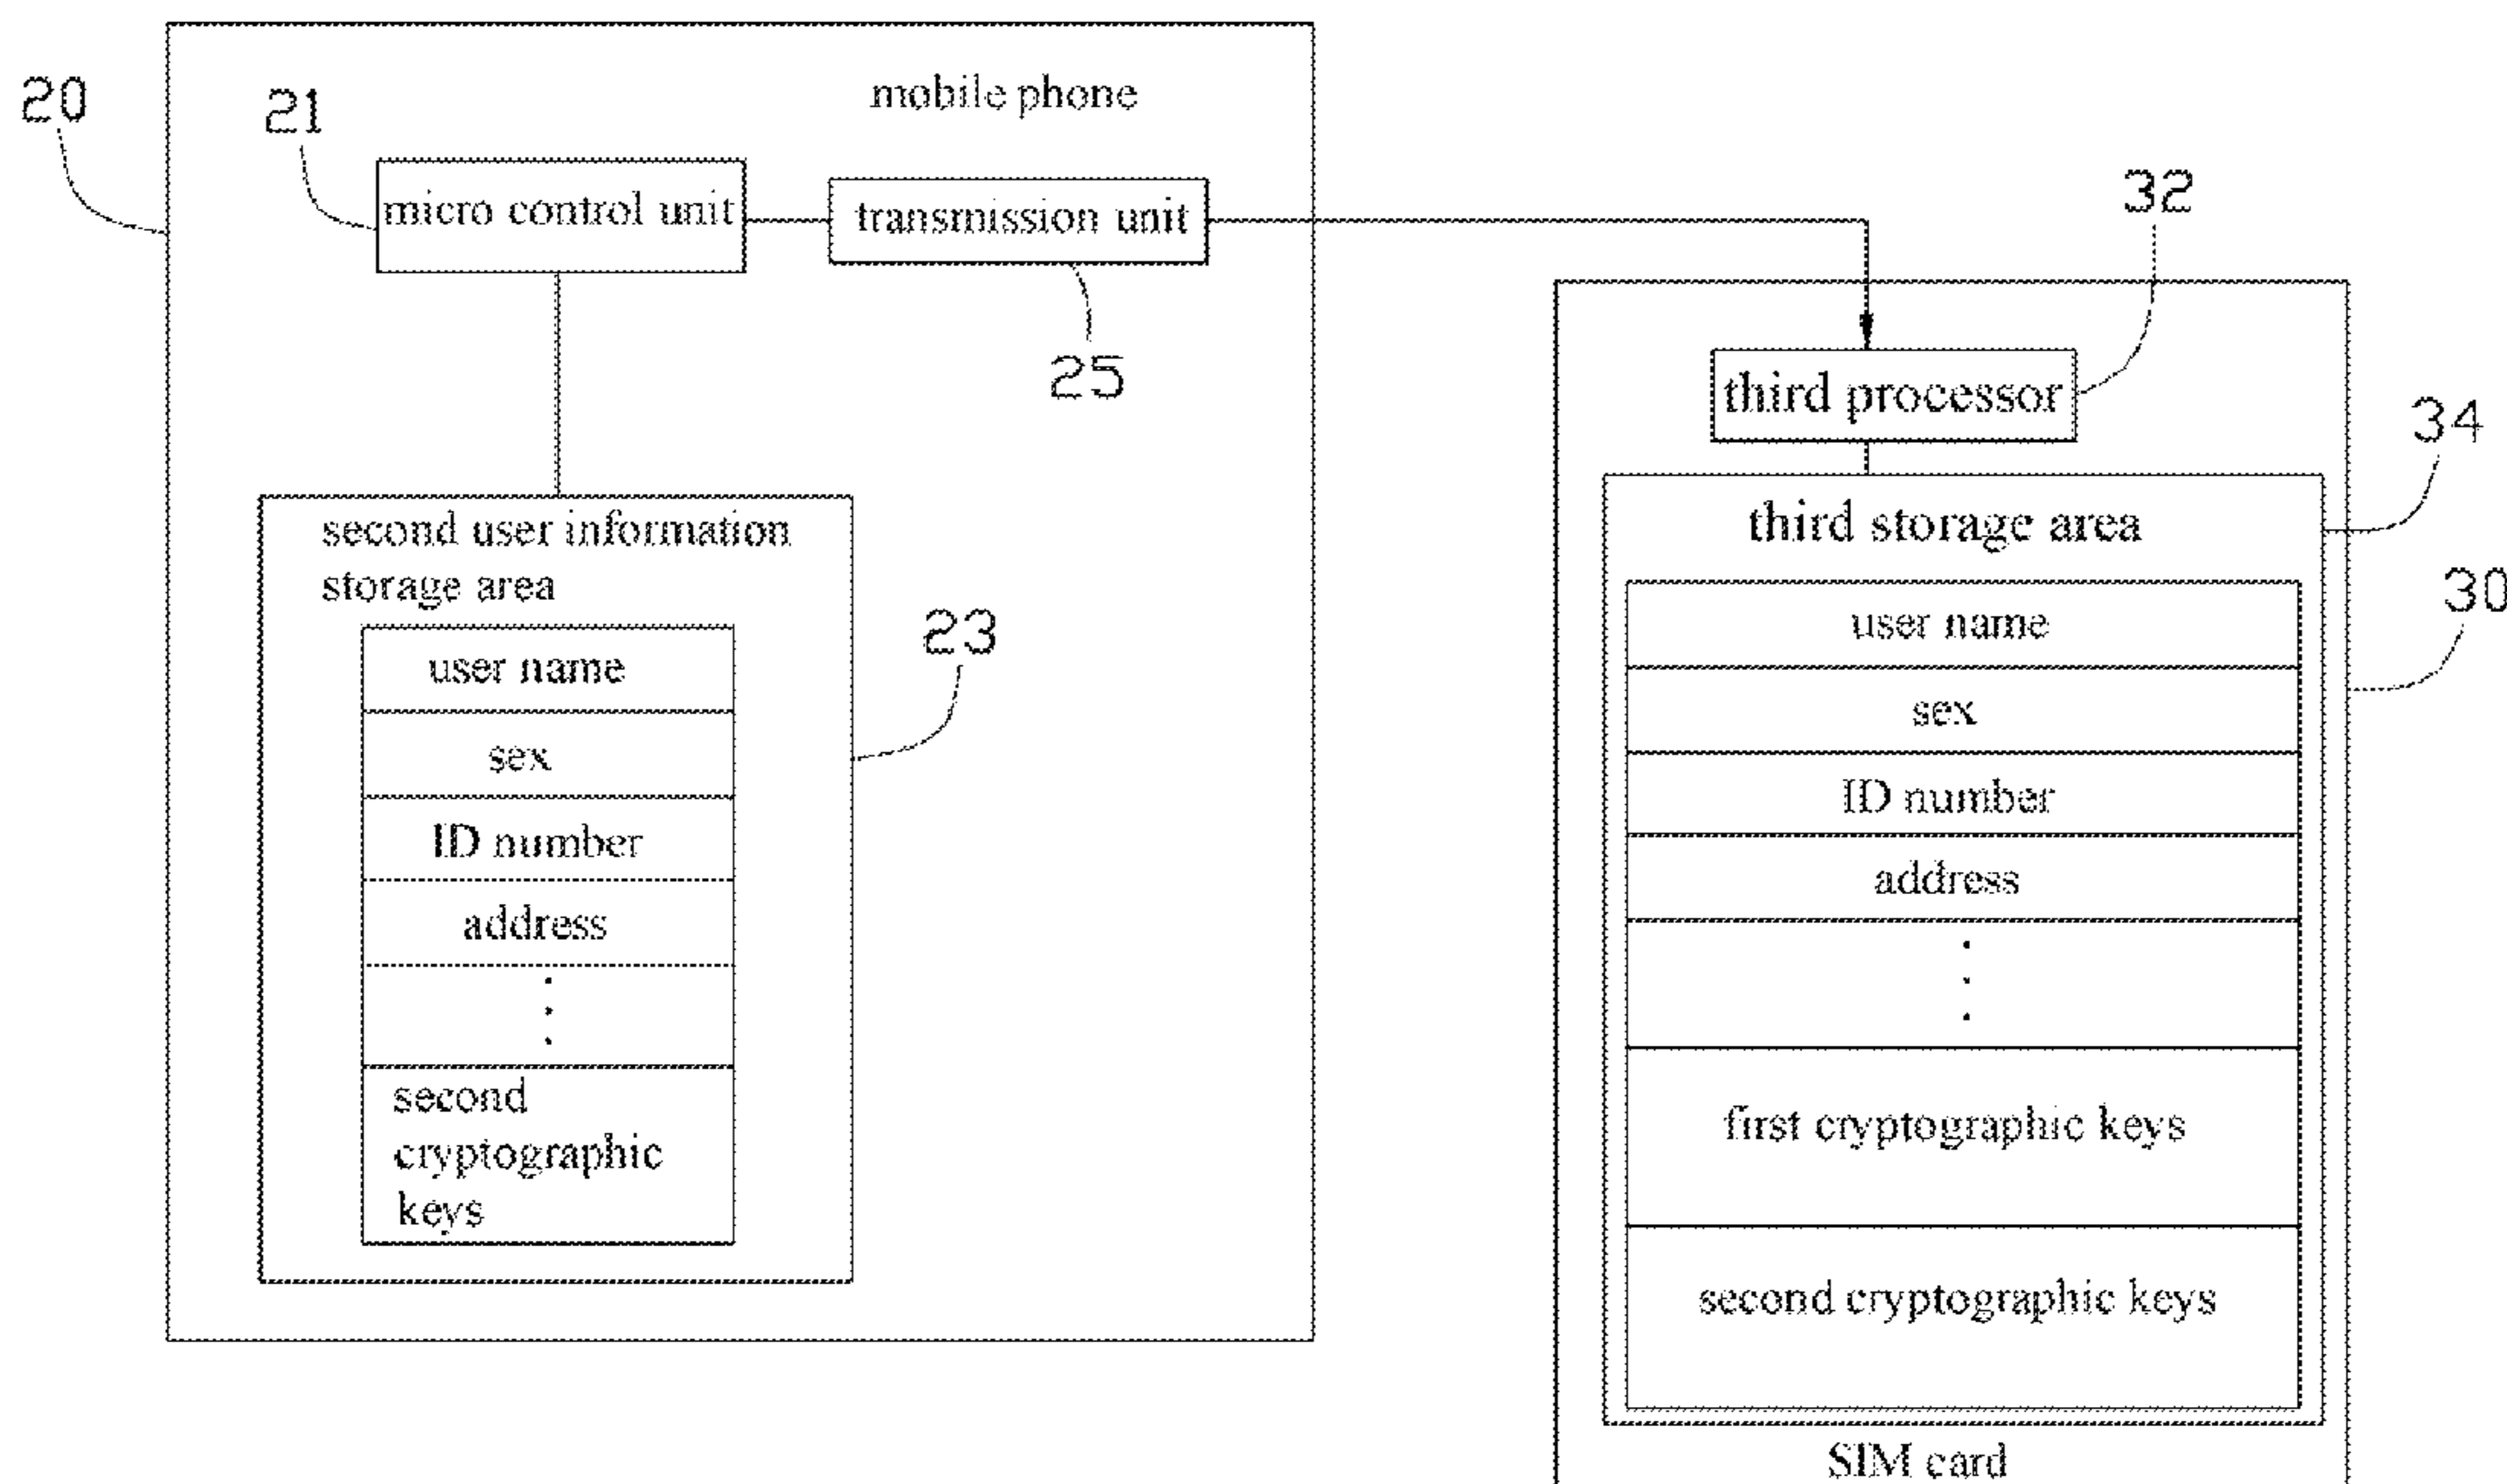 mobile phone
20
21
micro control unit
transmission unit
25
32
third processor
34
second user information
storage area
23
user name
sex
ID number
address
second
cryptographic
keys
third storage area
30
user name
sex
ID number
address
first cryptographic keys
second cryptographic keys
SIM card